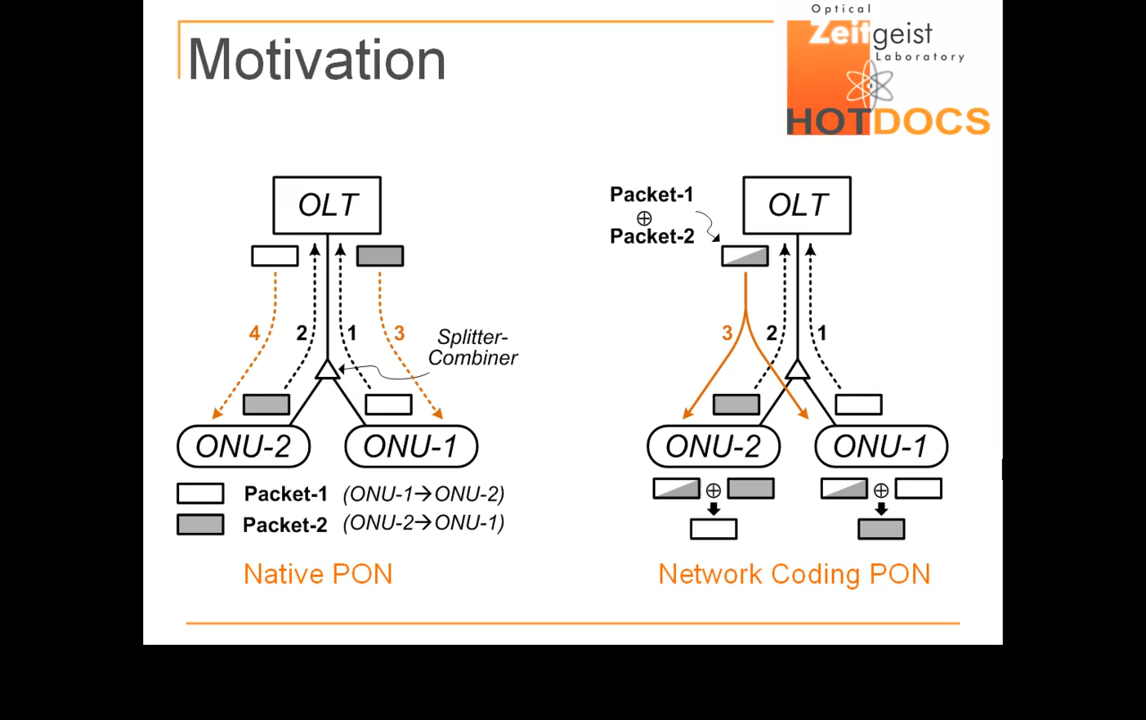 Motivation
Optical
Zeitgeist
Laboratory
HOTDOCS
OLT
4
2
1
3
Splitter-
Combiner
ONU-2
ONU-1
Packet-1 (ONU-1→ONU-2)
Packet-2 (ONU-2→ONU-1)
Native PON
Packet-1
⊕
Packet-2
OLT
3
2
1
ONU-2
ONU-1
⊕
⊕
Network Coding PON